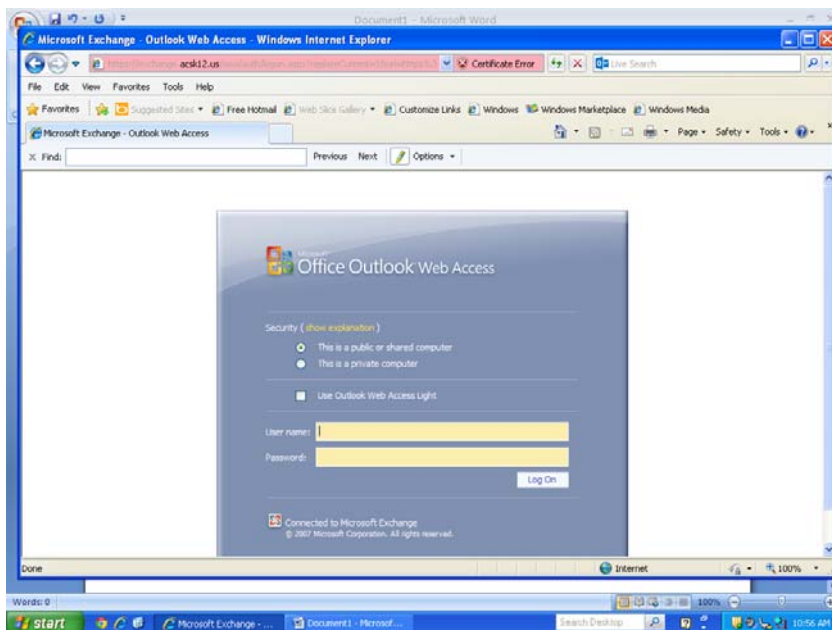 Document1 - Microsoft Word
Microsoft Exchange - Outlook Web Access - Windows Internet Explorer
acsk12.us
Certificate Error
Live Search
File Edit View Favorites Tools Help
Favorites Suggested Sites Free Hotmail Web Slice Gallery Customize Links Windows Windows Marketplace Windows Media
Microsoft Exchange - Outlook Web Access
Page Safety Tools
X Find: Previous Next Options
Microsoft
Office Outlook Web Access
Security ( show explanation )
This is a public or shared computer
This is a private computer
Use Outlook Web Access Light
User name:
Password:
Log On
Connected to Microsoft Exchange
© 2007 Microsoft Corporation. All rights reserved.
Done Internet 100%
Words: 0 100%
start Microsoft Exchange - ... Document1 - Microsof... Search Desktop 10:56 AM